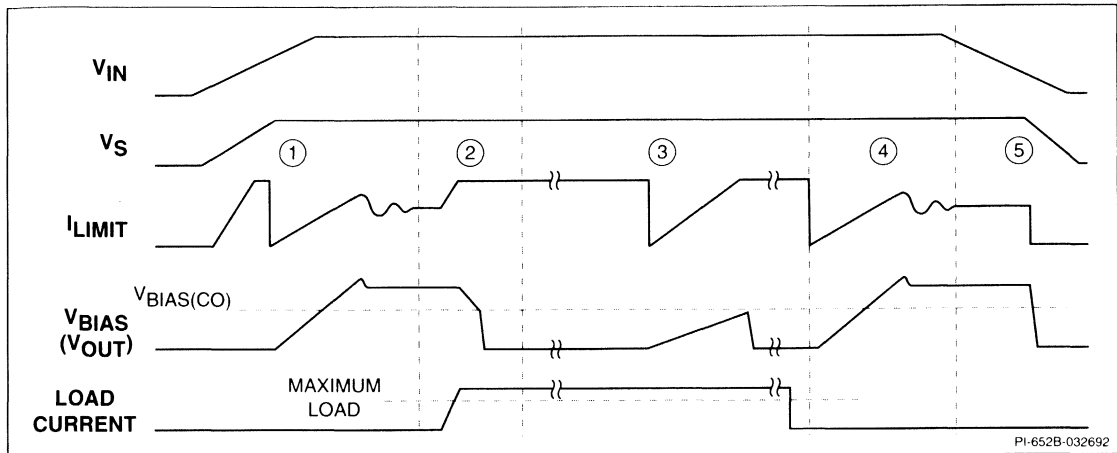 VIN
VS
① ② ③ ④ ⑤
ILIMIT
VBIAS(CO)
VBIAS
(VOUT)
MAXIMUM
LOAD
LOAD
CURRENT
PI-652B-032692